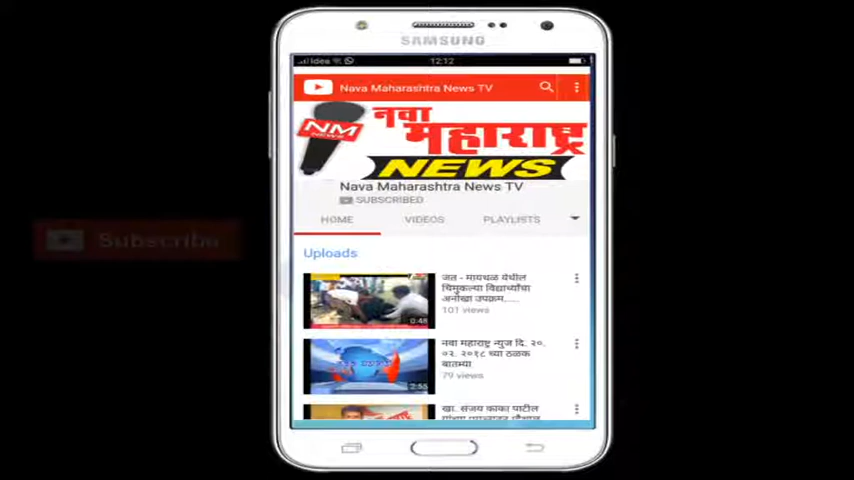 SAMSUNG
Idea
12:12
Nava Maharashtra News TV
NM
NEWS
नवा
महाराष्ट्र
NEWS
Nava Maharashtra News TV
SUBSCRIBED
HOME VIDEOS PLAYLISTS
Subscribe
Uploads
जत - मायथळ येथील
चिमुकल्या विद्यार्थ्यांचा
अनोखा उपक्रम.....
101 views
0:48
नवा महाराष्ट्र न्युज दि. २०.
०२. २०१८ च्या ठळक
बातम्या
79 views
2:55
खा. संजय काका पाटील